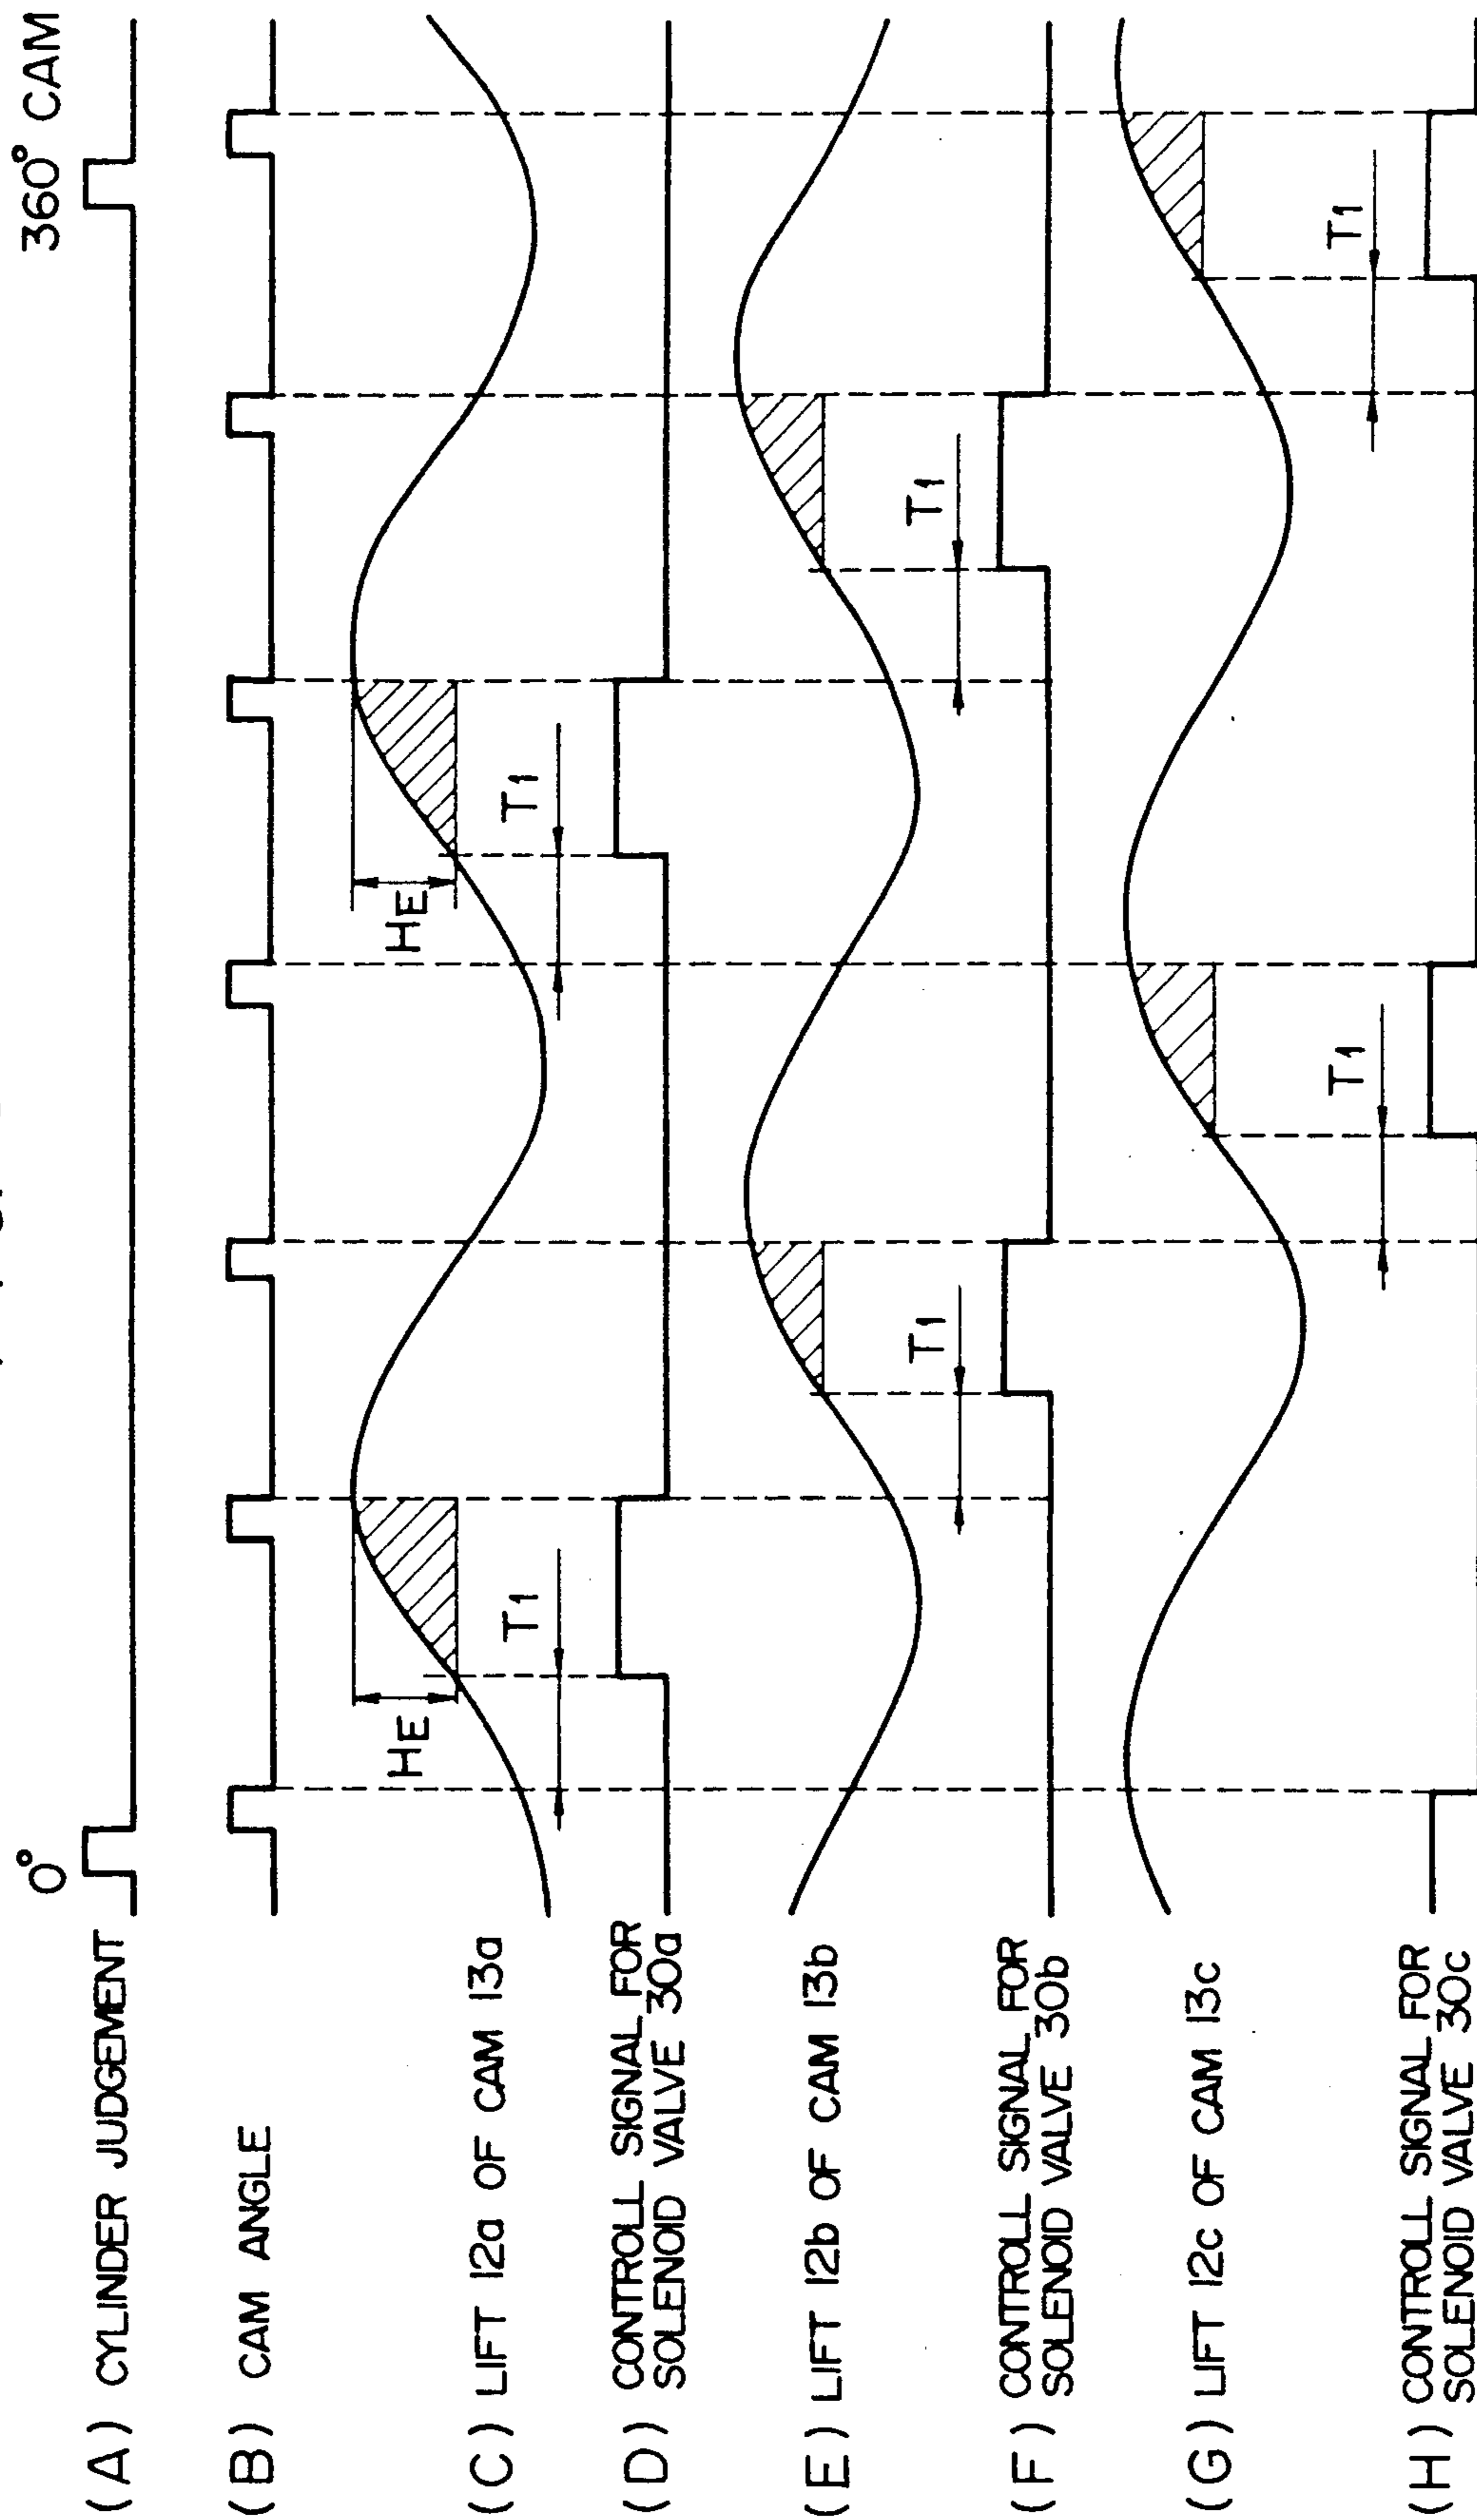 0°
360° CAM
(A) CYLINDER JUDGEMENT
(B) CAM ANGLE
(C) LIFT 12a OF CAM 13a
HE
HE
T1
T1
(D) CONTROLL SIGNAL FOR
SOLENOID VALVE 30a
(E) LIFT 12b OF CAM 13b
T1
T1
(F) CONTROLL SIGNAL FOR
SOLENOID VALVE 30b
(G) LIFT 12c OF CAM 13c
T1
T1
(H) CONTROLL SIGNAL FOR
SOLENOID VALVE 30c